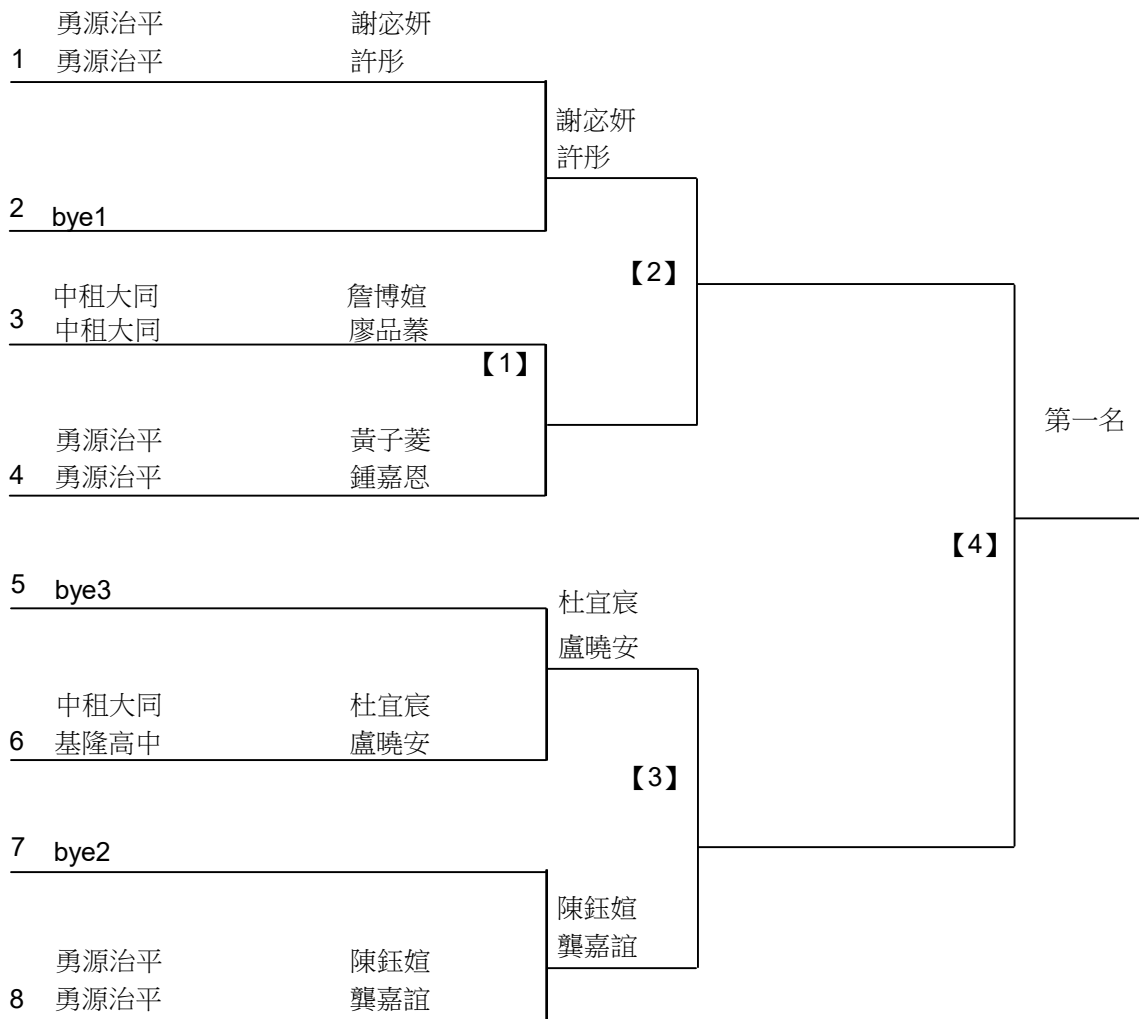 勇源治平 謝宓妍
1 勇源治平 許彤
謝宓妍
許彤
2 bye1
【2】
中租大同 詹博媗
3 中租大同 廖品蓁
【1】
第一名
勇源治平 黃子菱
4 勇源治平 鍾嘉恩
【4】
5 bye3
杜宜宸
盧曉安
中租大同 杜宜宸
6 基隆高中 盧曉安
【3】
7 bye2
陳鈺媗
龔嘉誼
勇源治平 陳鈺媗
8 勇源治平 龔嘉誼